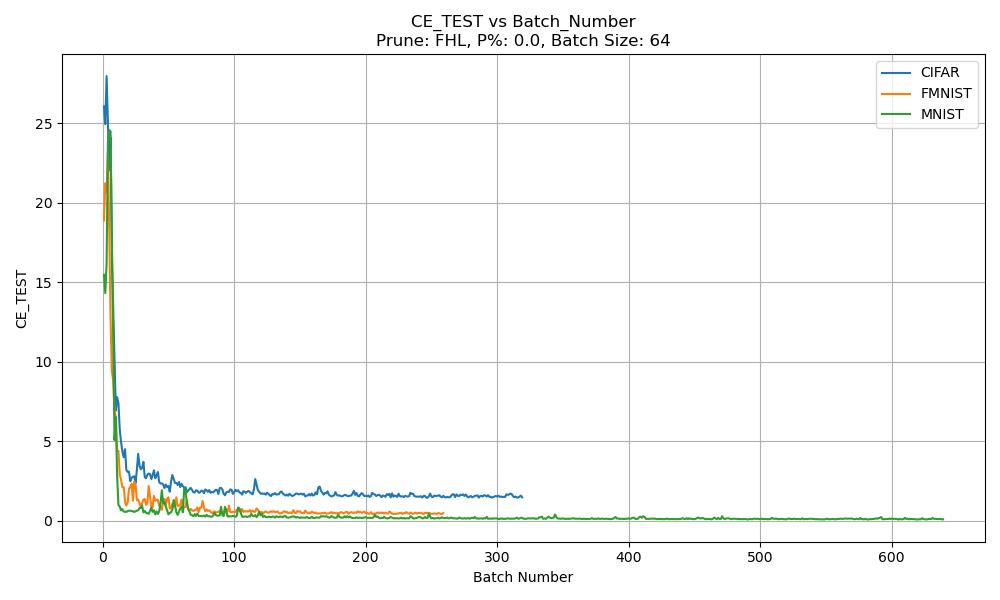 CE_TEST vs Batch_Number
Prune: FHL, P%: 0.0, Batch Size: 64
CIFAR
FMNIST
MNIST
CE_TEST
25
20
15
10
5
0
0 100 200 300 400 500 600
Batch Number